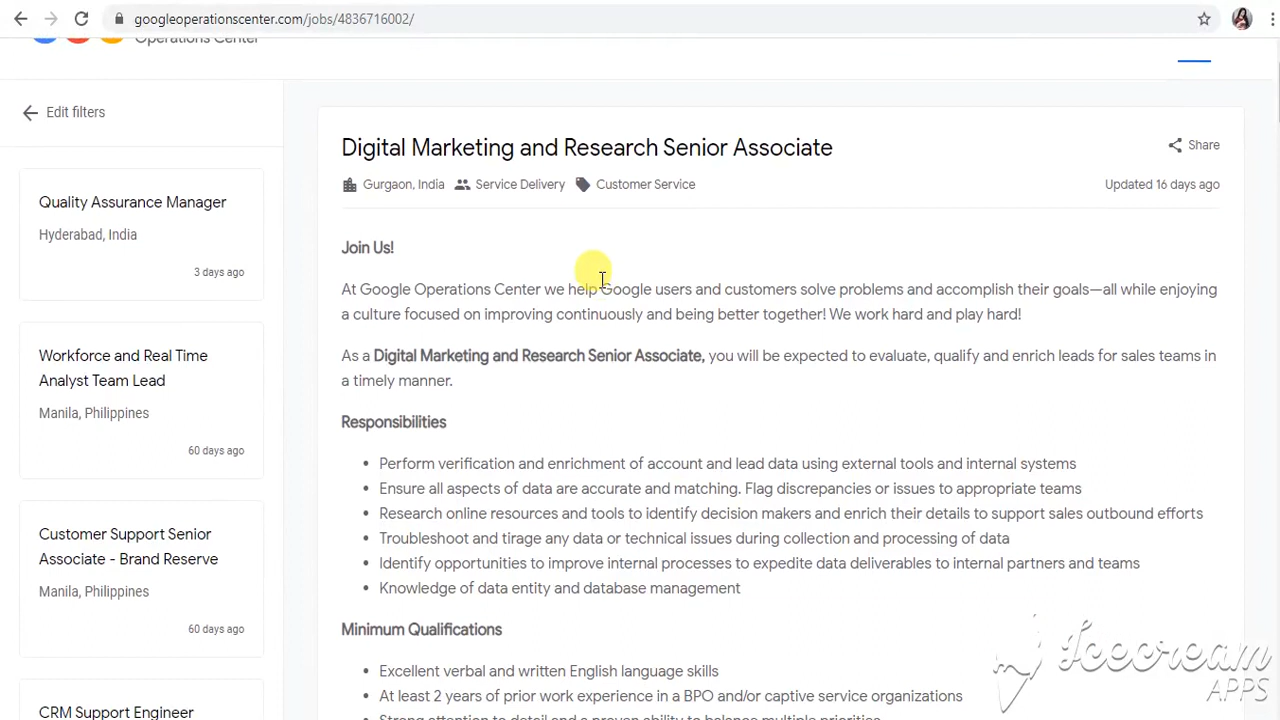 googleoperationscenter.com/jobs/4836716002/
Operations Center
Edit filters
Quality Assurance Manager
Hyderabad, India
3 days ago
Workforce and Real Time
Analyst Team Lead
Manila, Philippines
60 days ago
Customer Support Senior
Associate - Brand Reserve
Manila, Philippines
60 days ago
CRM Support Engineer
Digital Marketing and Research Senior Associate
Share
Gurgaon, India Service Delivery Customer Service
Updated 16 days ago
Join Us!
At Google Operations Center we help Google users and customers solve problems and accomplish their goals—all while enjoying
a culture focused on improving continuously and being better together! We work hard and play hard!
As a Digital Marketing and Research Senior Associate, you will be expected to evaluate, qualify and enrich leads for sales teams in
a timely manner.
Responsibilities
• Perform verification and enrichment of account and lead data using external tools and internal systems
• Ensure all aspects of data are accurate and matching. Flag discrepancies or issues to appropriate teams
• Research online resources and tools to identify decision makers and enrich their details to support sales outbound efforts
• Troubleshoot and tirage any data or technical issues during collection and processing of data
• Identify opportunities to improve internal processes to expedite data deliverables to internal partners and teams
• Knowledge of data entity and database management
Minimum Qualifications
• Excellent verbal and written English language skills
• At least 2 years of prior work experience in a BPO and/or captive service organizations
• Strong attention to detail and a proven ability to balance multiple priorities
Icecream
APPS